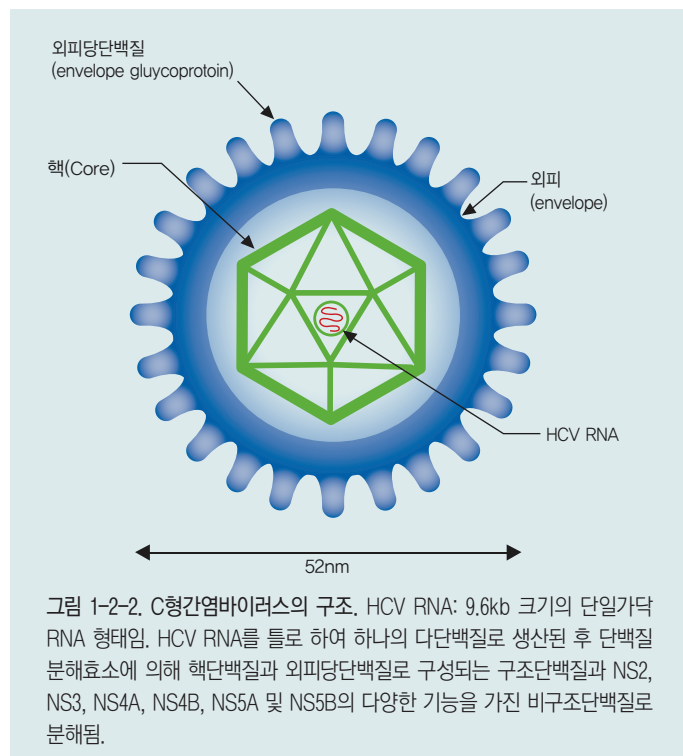 외피당단백질
(envelope gluycoprotoin)
핵(Core)
외피
(envelope)
HCV RNA
52nm
그림 1-2-2. C형간염바이러스의 구조. HCV RNA: 9.6kb 크기의 단일가닥
RNA 형태임. HCV RNA를 틀로 하여 하나의 다단백질로 생산된 후 단백질
분해효소에 의해 핵단백질과 외피당단백질로 구성되는 구조단백질과 NS2,
NS3, NS4A, NS4B, NS5A 및 NS5B의 다양한 기능을 가진 비구조단백질로
분해됨.